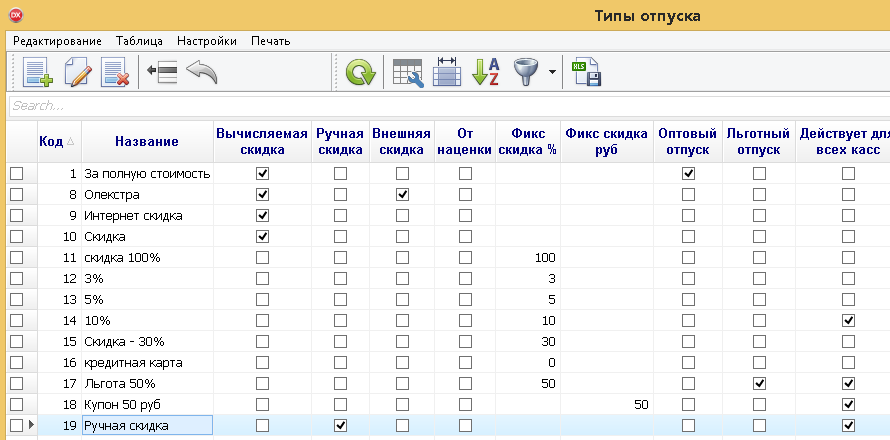 DX
Типы отпуска
Редактирование Таблица Настройки Печать
A Z XLS
Search...
Код Название Вычисляемая скидка Ручная скидка Внешняя скидка От наценки Фикс скидка % Фикс скидка руб Оптовый отпуск Льготный отпуск Действует для всех касс
1 За полную стоимость
8 Олекстра
9 Интернет скидка
10 Скидка
11 скидка 100% 100
12 3% 3
13 5% 5
14 10% 10
15 Скидка - 30% 30
16 кредитная карта 0
17 Льгота 50% 50
18 Купон 50 руб 50
19 Ручная скидка